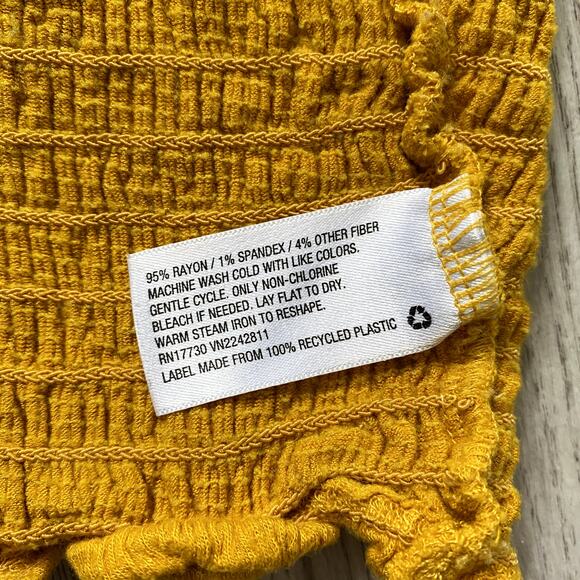 95% RAYON / 1% SPANDEX / 4% OTHER FIBER
MACHINE WASH COLD WITH LIKE COLORS.
GENTLE CYCLE. ONLY NON-CHLORINE
BLEACH IF NEEDED. LAY FLAT TO DRY.
WARM STEAM IRON TO RESHAPE.
RN17730 VN2242811
LABEL MADE FROM 100% RECYCLED PLASTIC